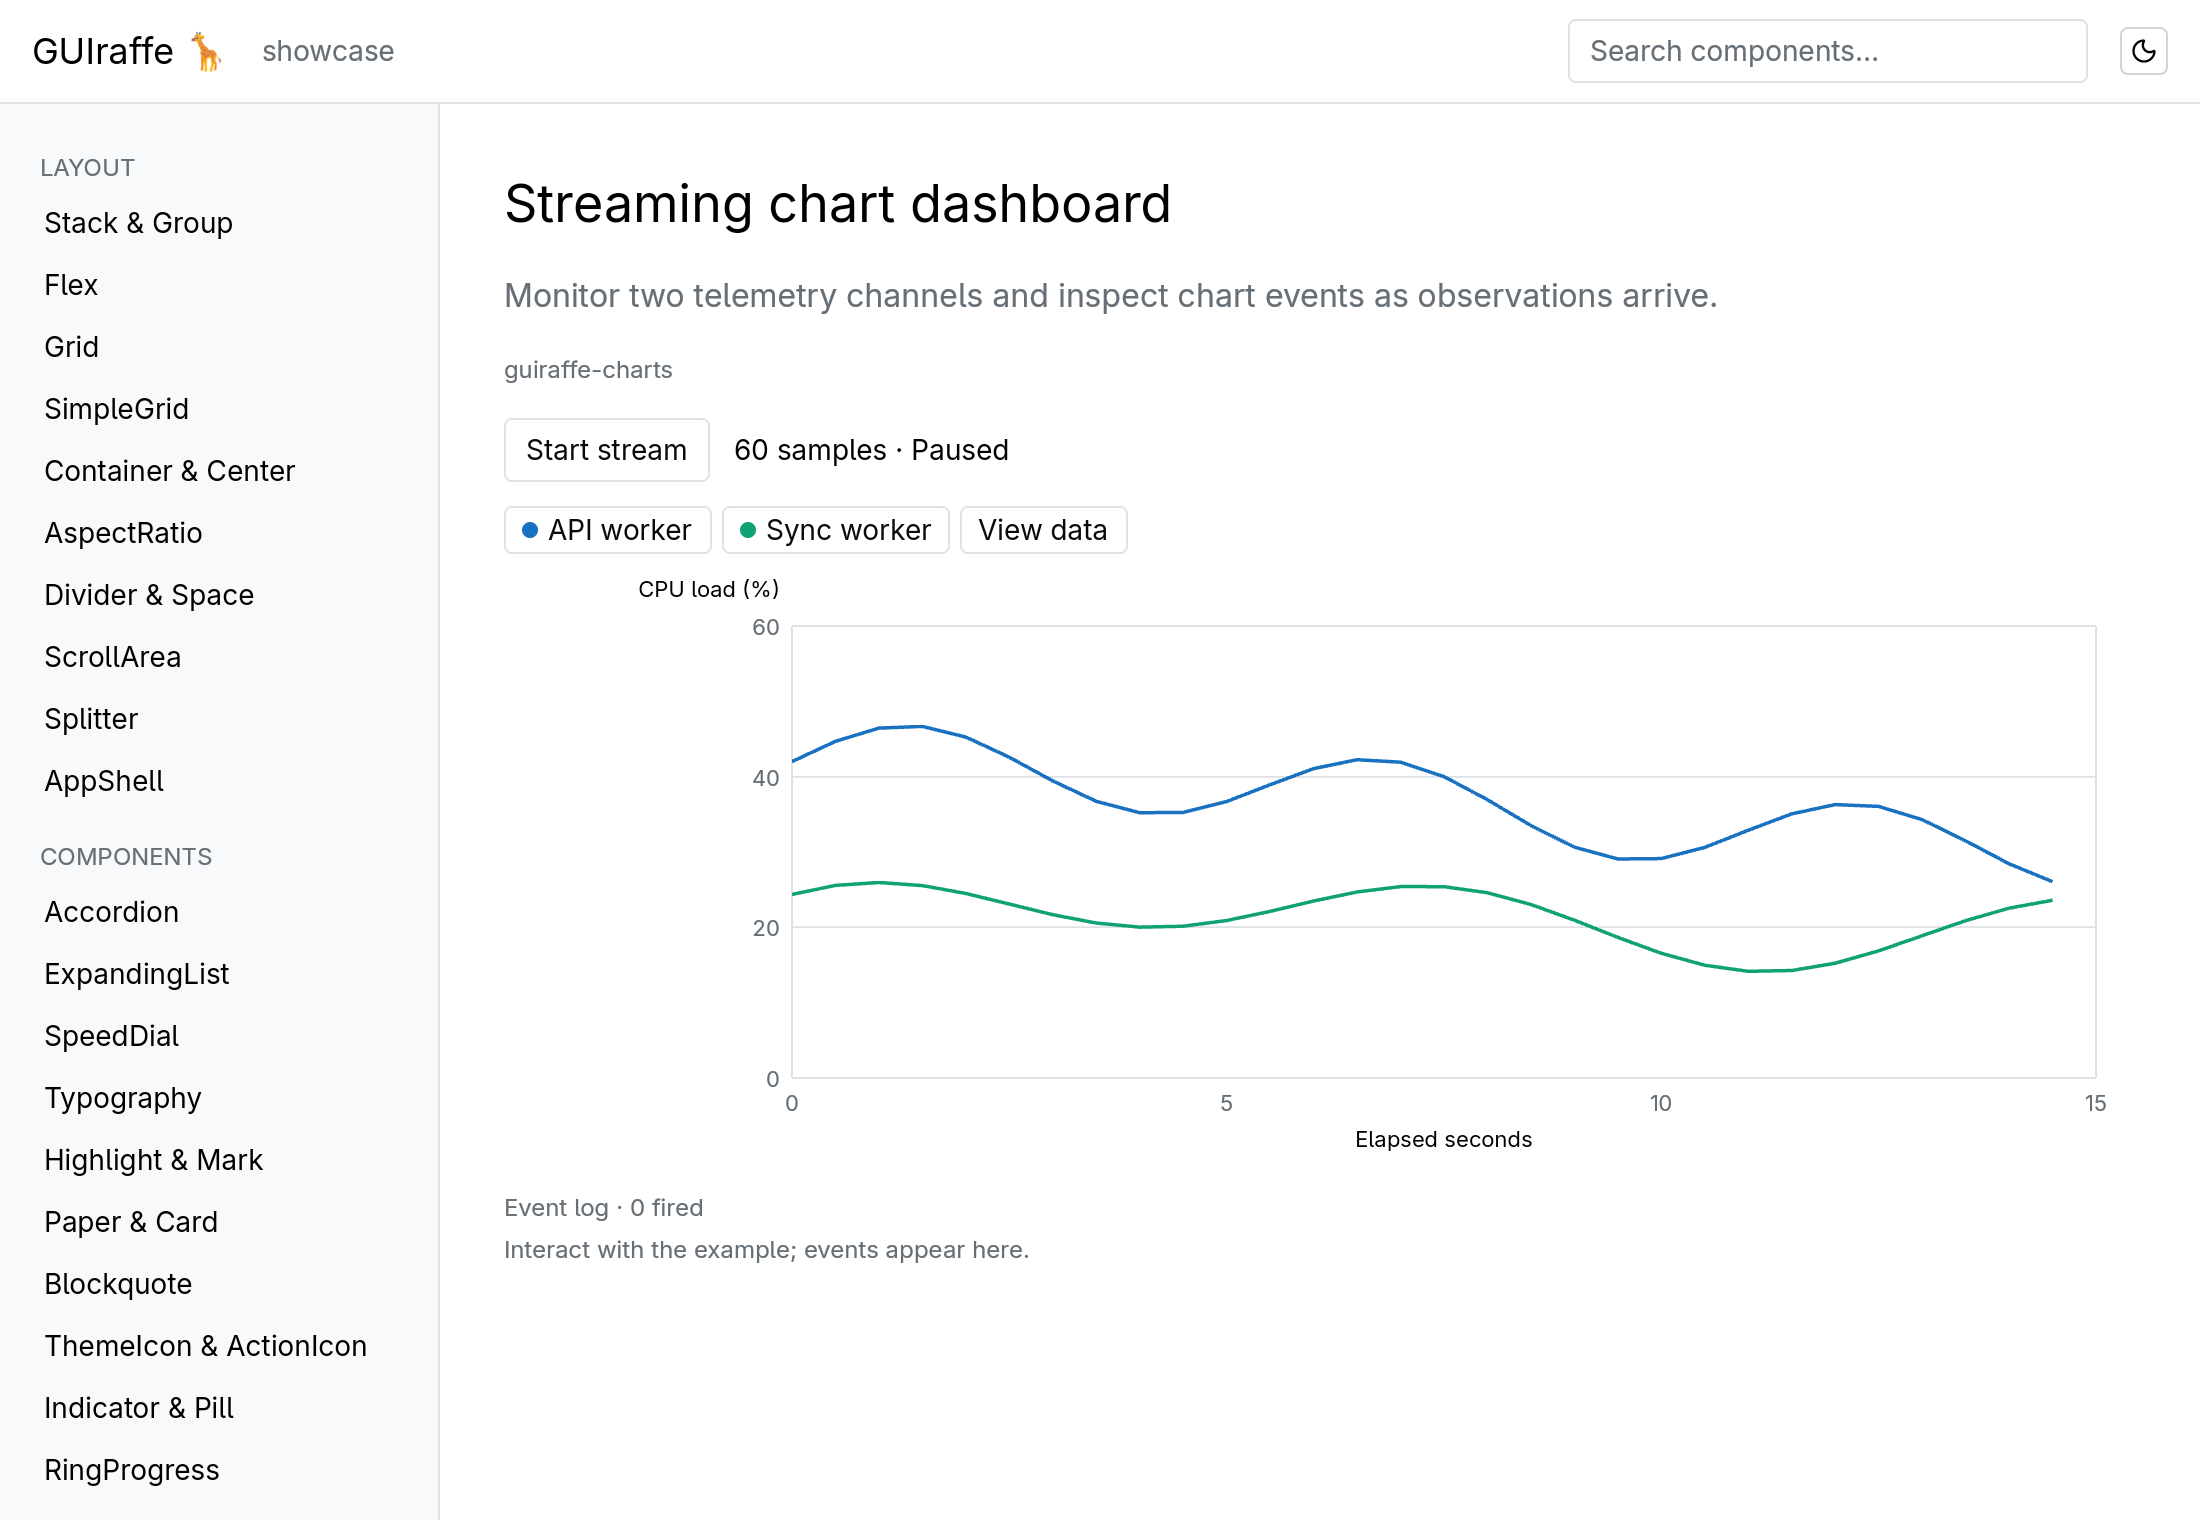 GUIraffe 🦒 showcase Search components...
LAYOUT
Stack & Group
Flex
Grid
SimpleGrid
Container & Center
AspectRatio
Divider & Space
ScrollArea
Splitter
AppShell
COMPONENTS
Accordion
ExpandingList
SpeedDial
Typography
Highlight & Mark
Paper & Card
Blockquote
ThemeIcon & ActionIcon
Indicator & Pill
RingProgress
Streaming chart dashboard
Monitor two telemetry channels and inspect chart events as observations arrive.
guiraffe-charts
Start stream 60 samples · Paused
API worker Sync worker View data
CPU load (%)
60
40
20
0
0 5 10 15
Elapsed seconds
Event log · 0 fired
Interact with the example; events appear here.